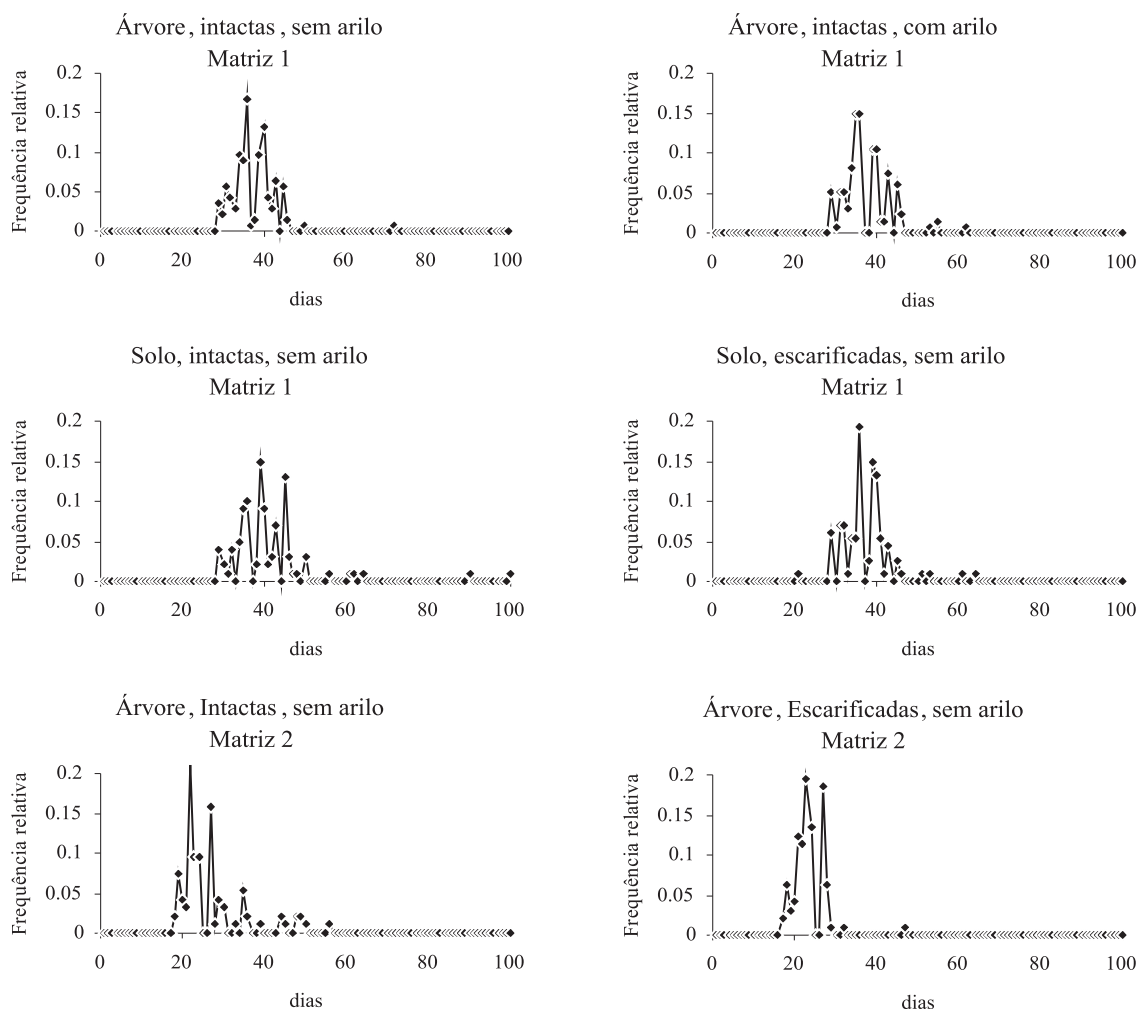 Árvore, intactas, sem arilo
Matriz 1
Frequência relativa
0.2
0.15
0.1
0.05
0
0 20 40 60 80 100
dias
Árvore, intactas, com arilo
Matriz 1
Frequência relativa
0.2
0.15
0.1
0.05
0
0 20 40 60 80 100
dias
Solo, intactas, sem arilo
Matriz 1
Frequência relativa
0.2
0.15
0.1
0.05
0
0 20 40 60 80 100
dias
Solo, escarificadas, sem arilo
Matriz 1
Frequência relativa
0.2
0.15
0.1
0.05
0
0 20 40 60 80 100
dias
Árvore, Intactas, sem arilo
Matriz 2
Frequência relativa
0.2
0.15
0.1
0.05
0
0 20 40 60 80 100
dias
Árvore, Escarificadas, sem arilo
Matriz 2
Frequência relativa
0.2
0.15
0.1
0.05
0
0 20 40 60 80 100
dias